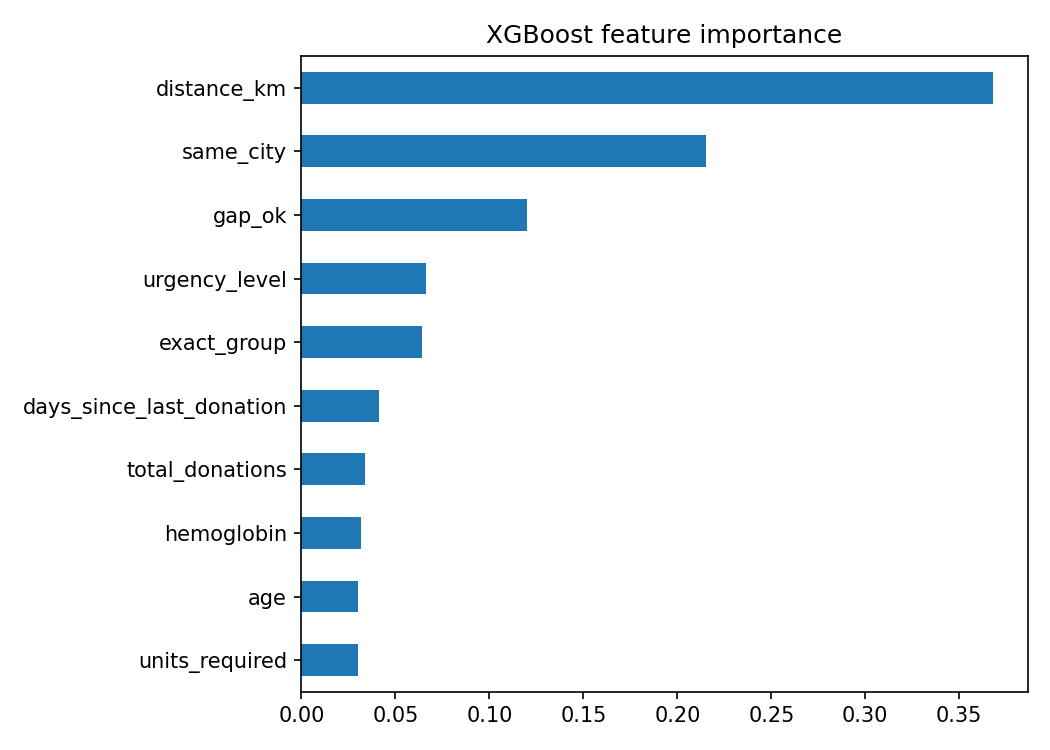 XGBoost feature importance
distance_km
same_city
gap_ok
urgency_level
exact_group
days_since_last_donation
total_donations
hemoglobin
age
units_required
0.00 0.05 0.10 0.15 0.20 0.25 0.30 0.35